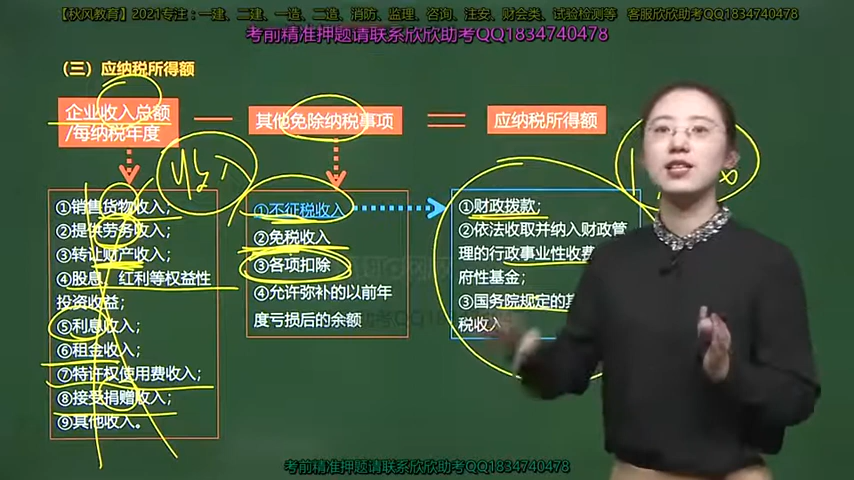 【秋风教育】2021专注：一建、二建、一造、二造、消防、监理、咨询、注安、财会类、试验检测等 客服欣欣助考QQ1834740478
考前精准押题请联系欣欣助考QQ1834740478
（三）应纳税所得额
企业收入总额
/每纳税年度
其他免除纳税事项
应纳税所得额
收入
①销售货物收入；
②提供劳务收入；
③转让财产收入；
④股息、红利等权益性
投资收益；
⑤利息收入；
⑥租金收入；
⑦特许权使用费收入；
⑧接受捐赠收入；
⑨其他收入。
①不征税收入
②免税收入
③各项扣除
④允许弥补的以前年
度亏损后的余额
①财政拨款；
②依法收取并纳入财政管
理的行政事业性收费
府性基金；
③国务院规定的其
税收入
考前精准押题请联系欣欣助考QQ1834740478